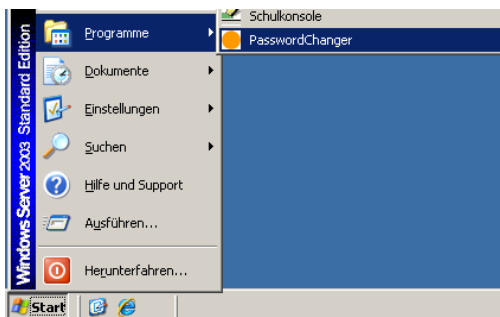 Schulkonsole
Programme
PasswordChanger
Dokumente
Einstellungen
Suchen
Hilfe und Support
Ausführen...
Herunterfahren...
Windows Server 2003 Standard Edition
Start